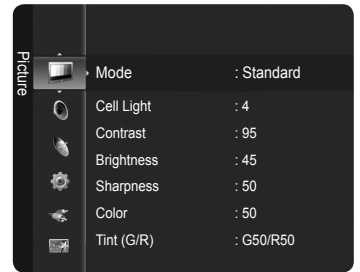 Picture
Mode : Standard
Cell Light : 4
Contrast : 95
Brightness : 45
Sharpness : 50
Color : 50
Tint (G/R) : G50/R50